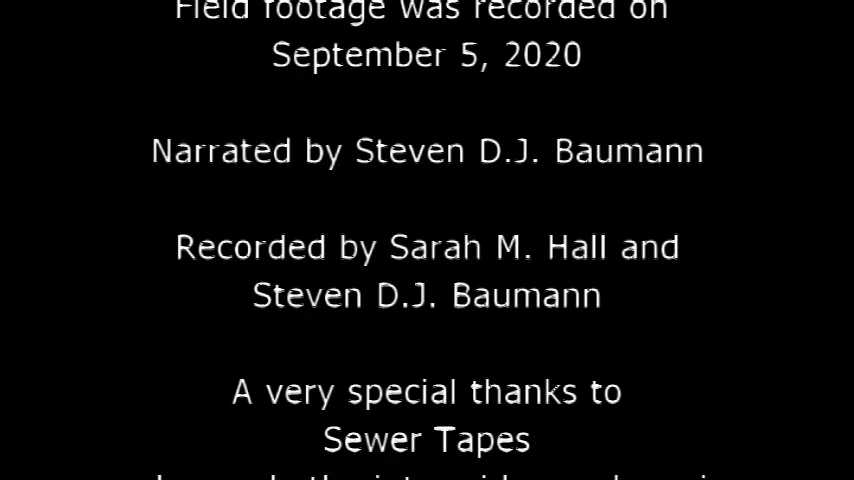 Field footage was recorded on
September 5, 2020
Narrated by Steven D.J. Baumann
Recorded by Sarah M. Hall and
Steven D.J. Baumann
A very special thanks to
Sewer Tapes